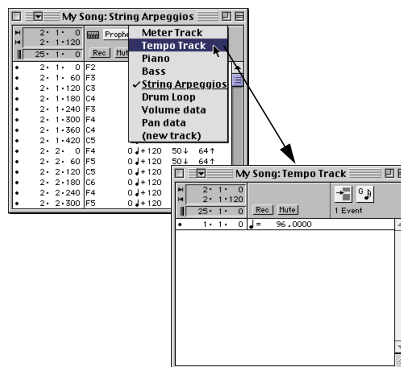 My Song: String Arpeggios
2· 1· 0
2· 1·120
25· 1· 0
Rec
Meter Track
Tempo Track
Piano
Bass
✓String Arpeggios
Drum Loop
Volume data
Pan data
(new track)
2· 1· 0 F2
2· 1· 60 F3
2· 1·120 C3
2· 1·180 C4
2· 1·240 F3
2· 1·300 F4
2· 1·360 C4
2· 1·420 C5
2· 2· 0 F4 0♩+120 50↓ 64↑
2· 2· 60 F5 0♩+120 50↓ 64↑
2· 2·120 C5 0♩+120
2· 2·180 C6 0♩+120
2· 2·240 F4 0♩+120
2· 2·300 F5 0♩+120
My Song: Tempo Track
2· 1· 0
2· 1·120
25· 1· 0
Rec Mute
1 Event
1· 1· 0 ♩= 96.0000